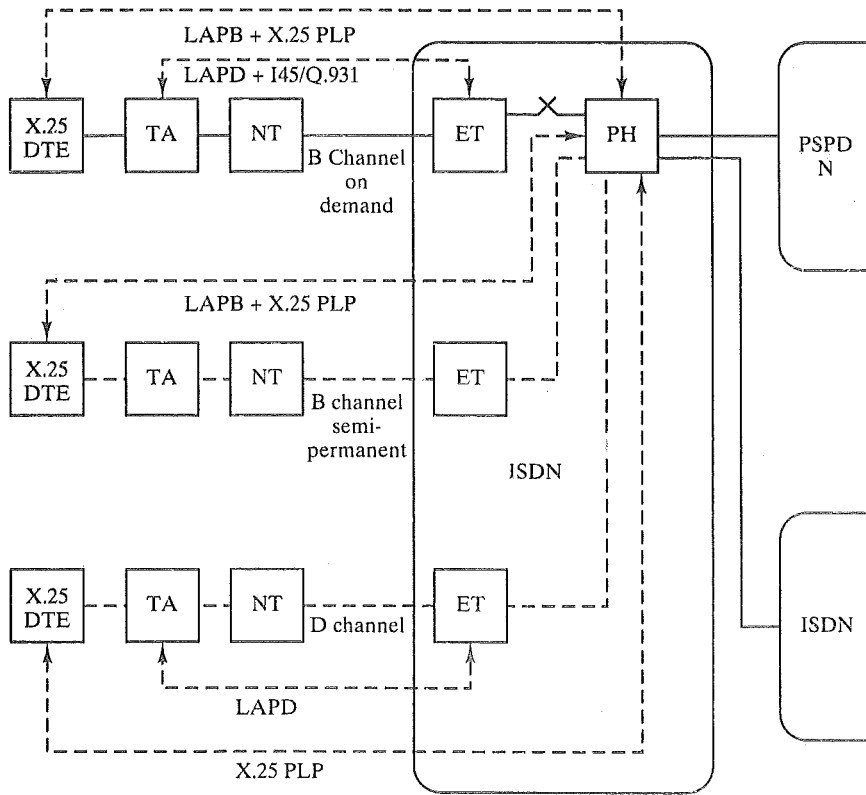 LAPB + X.25 PLP
LAPD + I45/Q.931
X.25
DTE
TA
NT
ET
PH
PSPD
N
B Channel
on
demand
LAPB + X.25 PLP
X.25
DTE
TA
NT
ET
B channel
semi-
permanent
ISDN
X.25
DTE
TA
NT
D channel
ET
ISDN
LAPD
X.25 PLP